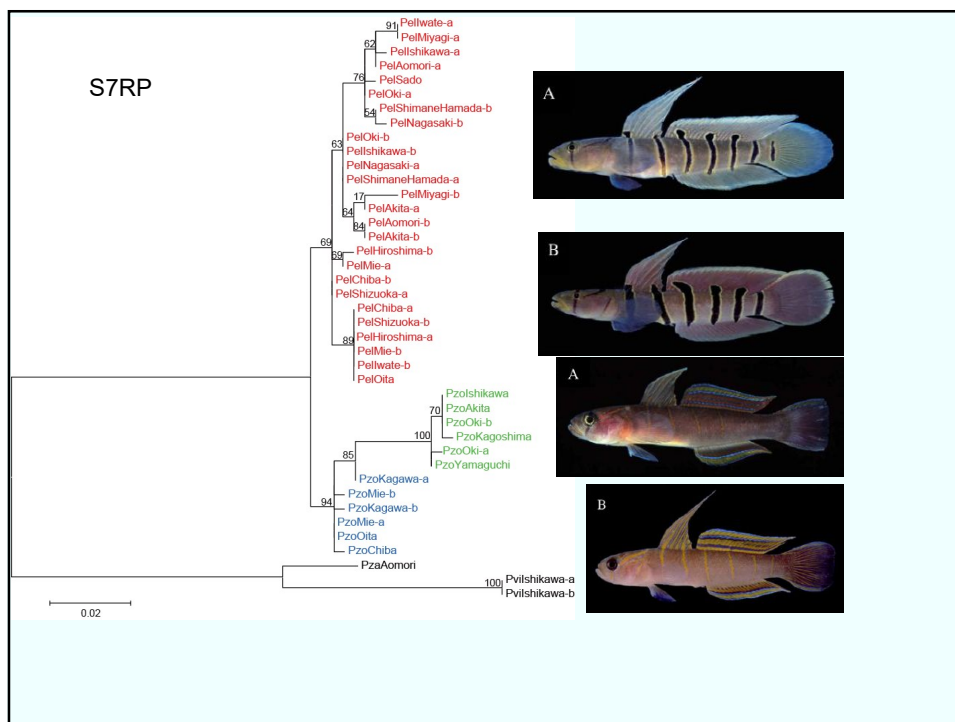 S7RP
91
PelIwate-a
PelMiyagi-a
62
PelIshikawa-a
PelAomori-a
76
PelSado
PelOki-a
PelShimaneHamada-b
54
PelNagasaki-b
PelOki-b
63
PelIshikawa-b
PelNagasaki-a
PelShimaneHamada-a
17
PelMiyagi-b
64
PelAkita-a
PelAomori-b
84
PelAkita-b
69
PelHiroshima-b
69
PelMie-a
PelChiba-b
PelShizuoka-a
PelChiba-a
PelShizuoka-b
89
PelHiroshima-a
PelMie-b
PelIwate-b
PelOita
PzoIshikawa
70
PzoAkita
PzoOki-b
100
PzoKagoshima
PzoOki-a
PzoYamaguchi
85
PzoKagawa-a
94
PzoMie-b
PzoKagawa-b
PzoMie-a
PzoOita
PzoChiba
PzaAomori
100
PviIshikawa-a
PviIshikawa-b
0.02
A
B
A
B